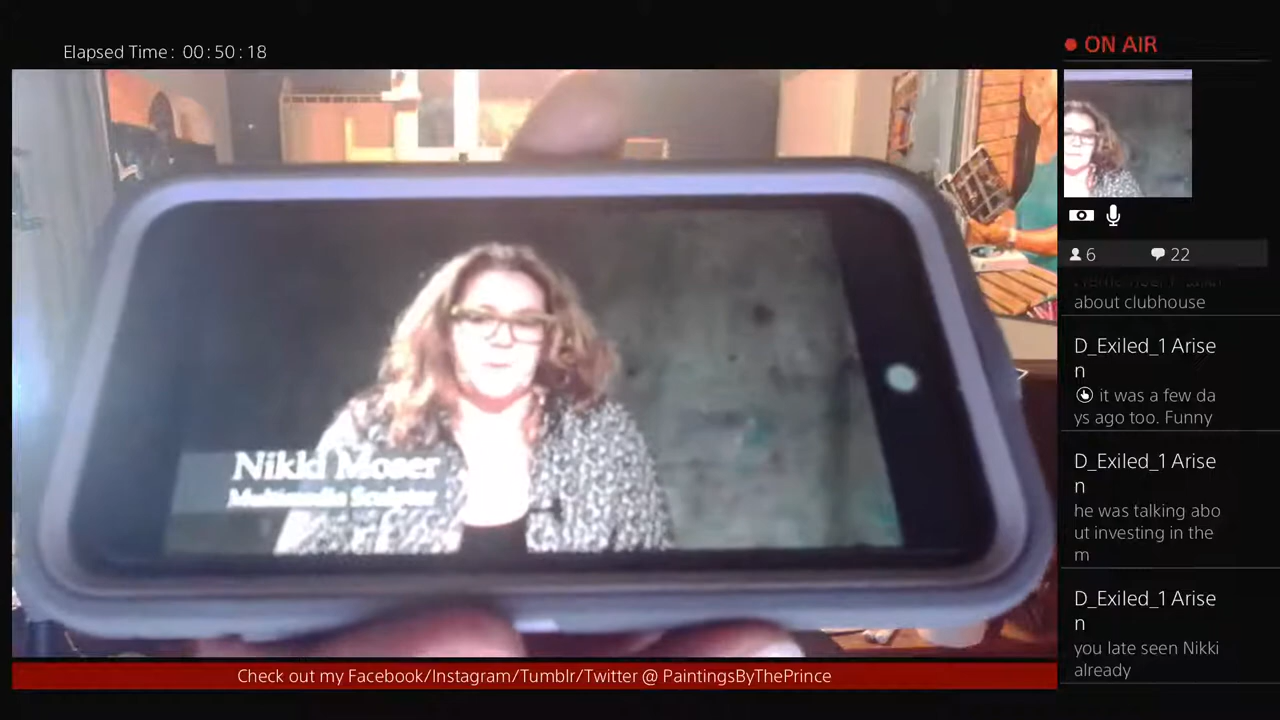 Elapsed Time: 00:50:18
ON AIR
6
22
about clubhouse
D_Exiled_1 Arise
n
it was a few da
ys ago too. Funny
D_Exiled_1 Arise
n
he was talking abo
ut investing in the
m
D_Exiled_1 Arise
n
you late seen Nikki
already
Nikki Moser
Multimedia Sculptor
Check out my Facebook/Instagram/Tumblr/Twitter @ PaintingsByThePrince